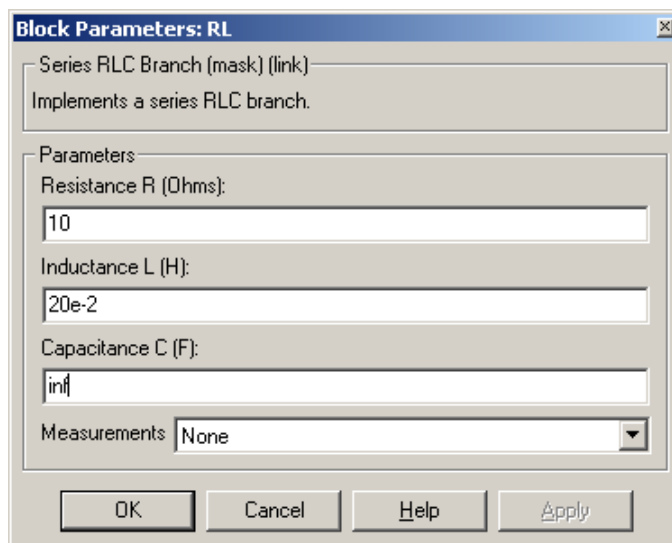 Block Parameters: RL
Series RLC Branch (mask) (link)
Implements a series RLC branch.
Parameters
Resistance R (Ohms):
10
Inductance L (H):
20e-2
Capacitance C (F):
inf
Measurements None
OK Cancel Help Apply